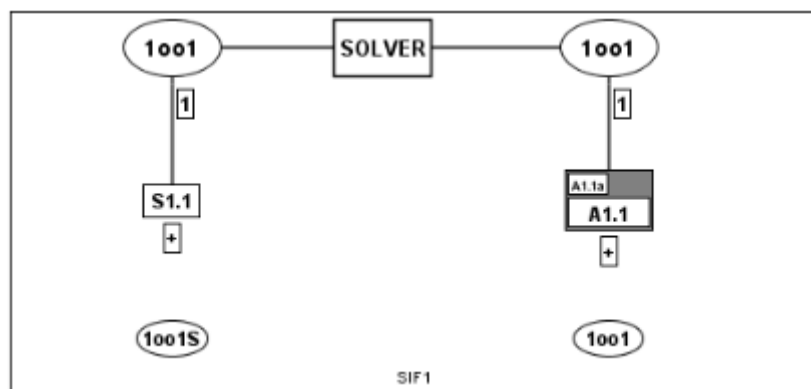 1oo1 SOLVER 1oo1
1 1
A1.1a
S1.1 A1.1
+ +
1oo1S 1oo1
SIF1